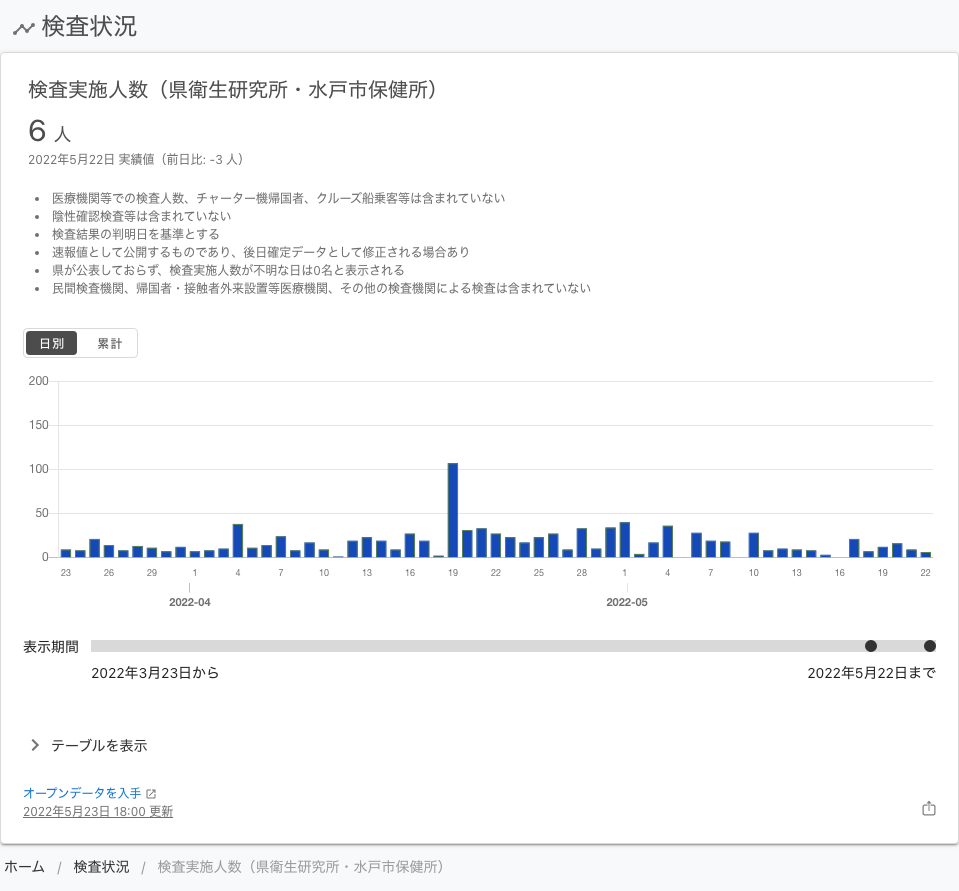 検査状況
検査実施人数（県衛生研究所・水戸市保健所）
6 人
2022年5月22日 実績値（前日比: -3 人）
• 医療機関等での検査人数、チャーター機帰国者、クルーズ船乗客等は含まれていない
• 陰性確認検査等は含まれていない
• 検査結果の判明日を基準とする
• 速報値として公開するものであり、後日確定データとして修正される場合あり
• 県が公表しておらず、検査実施人数が不明な日は0名と表示される
• 民間検査機関、帰国者・接触者外来設置等医療機関、その他の検査機関による検査は含まれていない
日別 累計
200
150
100
50
0
23 26 29 1 4 7 10 13 16 19 22 25 28 1 4 7 10 13 16 19 22
2022-04 2022-05
表示期間
2022年3月23日から 2022年5月22日まで
テーブルを表示
オープンデータを入手
2022年5月23日 18:00 更新
ホーム / 検査状況 / 検査実施人数（県衛生研究所・水戸市保健所）